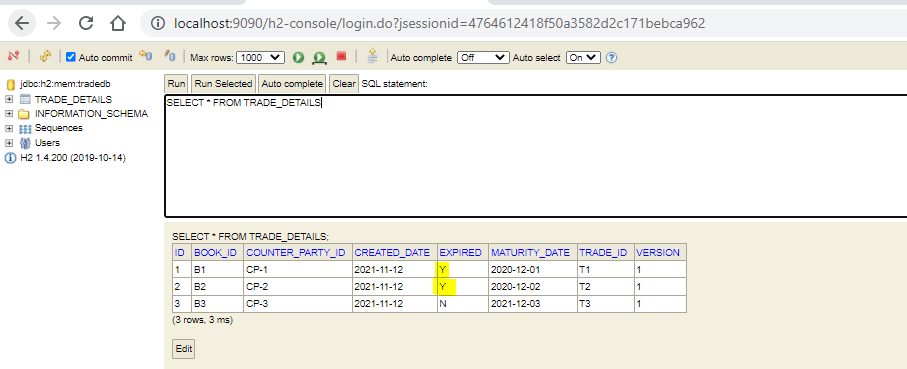 localhost:9090/h2-console/login.do?jsessionid=4764612418f50a3582d2c171bebca962
Auto commit Max rows: 1000 Auto complete Off Auto select On ?
jdbc:h2:mem:tradedb
TRADE_DETAILS
INFORMATION_SCHEMA
Sequences
Users
H2 1.4.200 (2019-10-14)
Run Run Selected Auto complete Clear SQL statement:
SELECT * FROM TRADE_DETAILS
SELECT * FROM TRADE_DETAILS;
ID BOOK_ID COUNTER_PARTY_ID CREATED_DATE EXPIRED MATURITY_DATE TRADE_ID VERSION
1 B1 CP-1 2021-11-12 Y 2020-12-01 T1 1
2 B2 CP-2 2021-11-12 Y 2020-12-02 T2 1
3 B3 CP-3 2021-11-12 N 2021-12-03 T3 1
(3 rows, 3 ms)
Edit